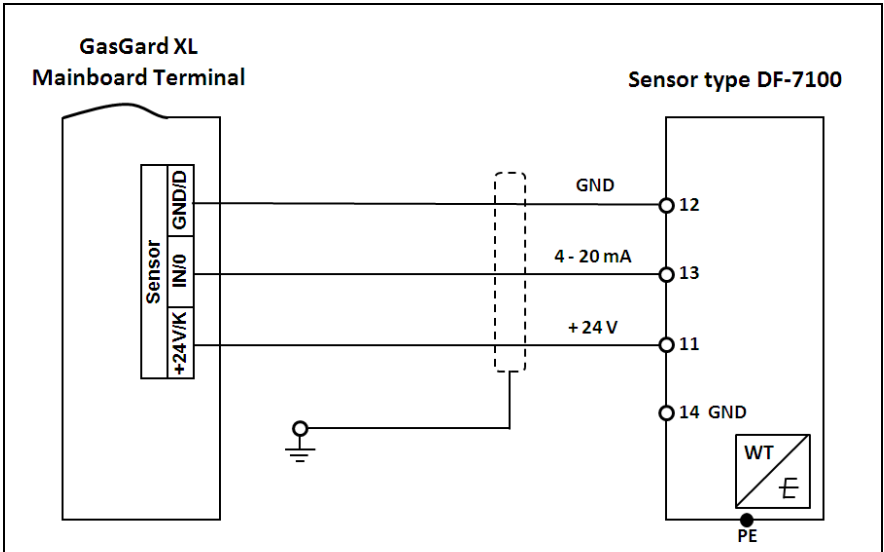 GasGard XL
Mainboard Terminal
Sensor type DF-7100
Sensor
GND/D
IN/0
+24V/K
GND
12
4 - 20 mA
13
+ 24 V
11
14 GND
WT
E
PE